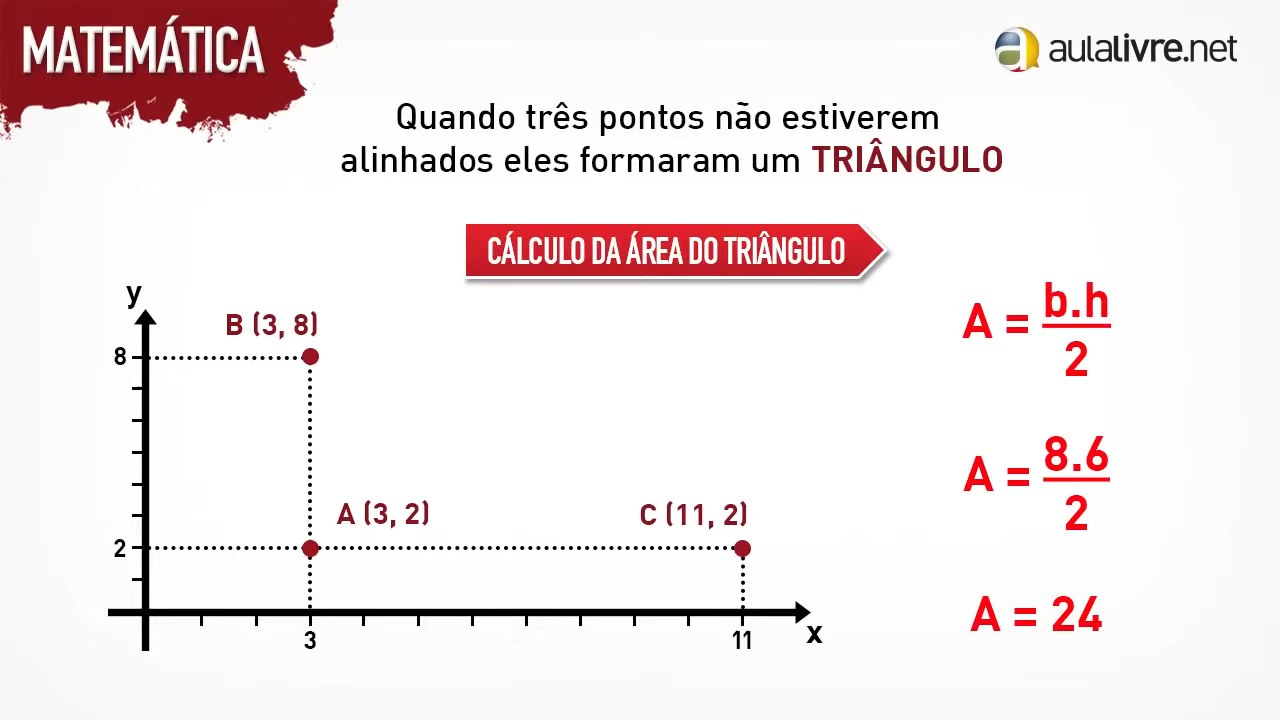 MATEMÁTICA
aulalivre.net
Quando três pontos não estiverem
alinhados eles formaram um TRIÂNGULO
CÁLCULO DA ÁREA DO TRIÂNGULO
y
B (3, 8)
8
A (3, 2)
C (11, 2)
2
3
11
x
A = b.h
2
A = 8.6
2
A = 24